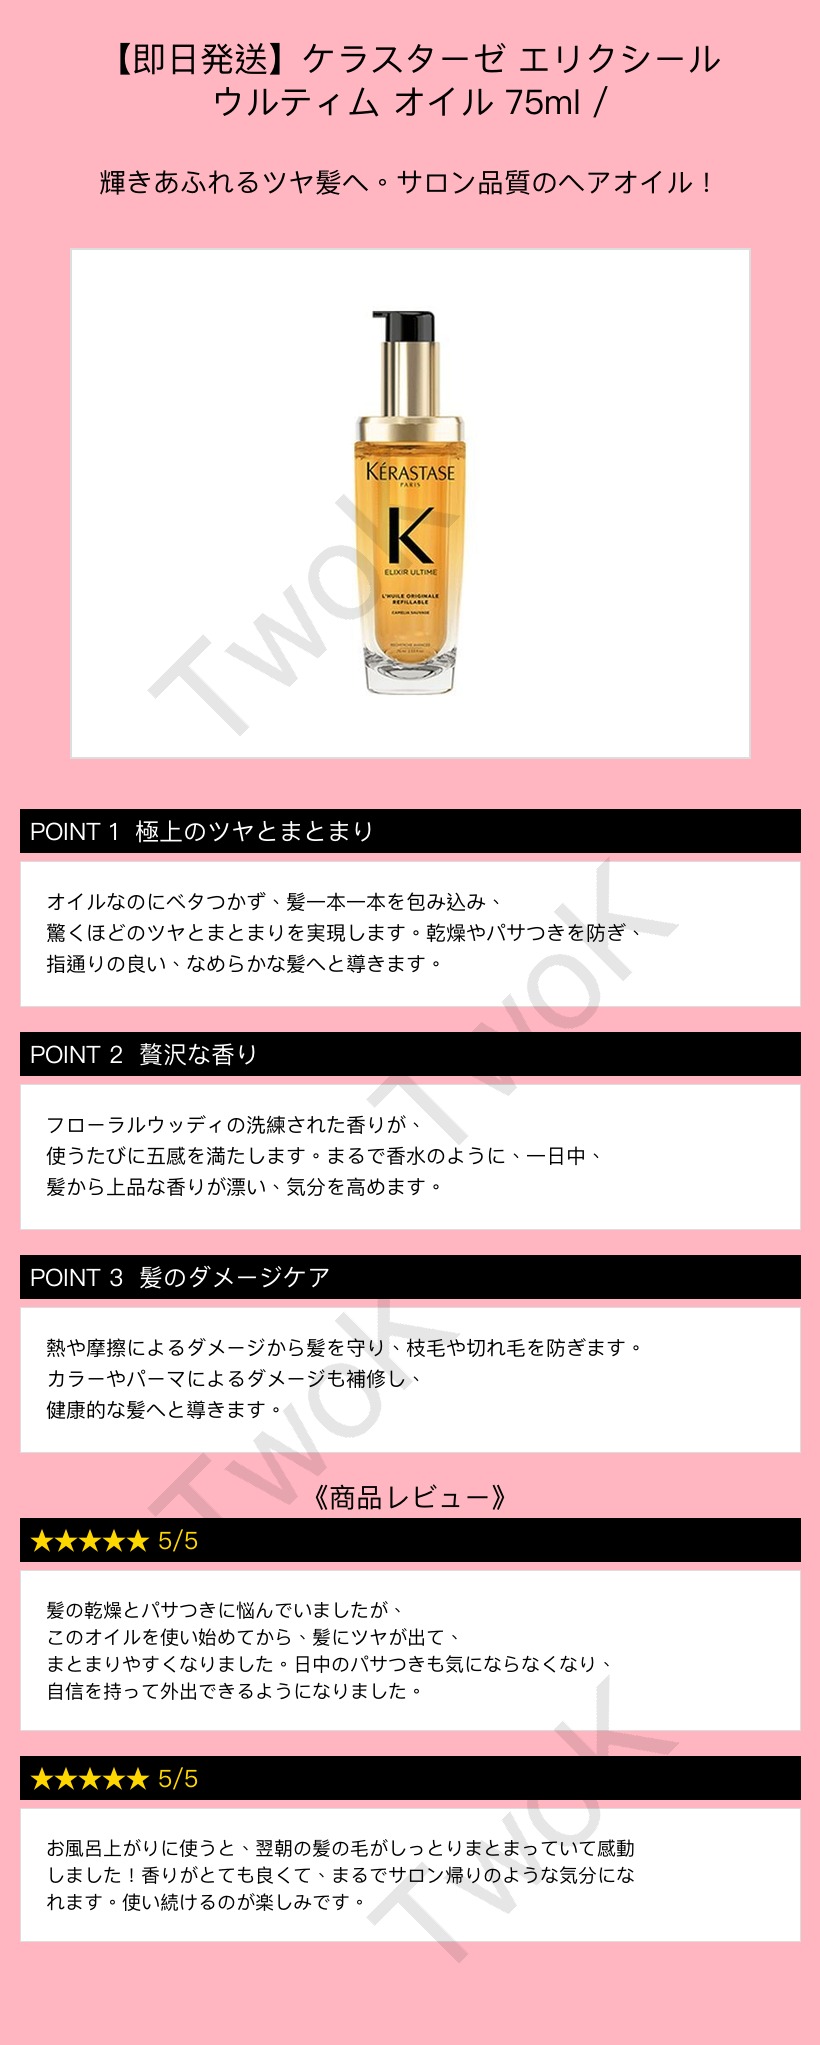 【即日発送】ケラスターゼ エリクシール
ウルティム オイル 75ml /
輝きあふれるツヤ髪へ。サロン品質のヘアオイル！
KÉRASTASE
PARIS
K
ELIXIR ULTIME
L'HUILE ORIGINALE
REFILLABLE
CAMELIA SAUVAGE
TwoK
POINT 1 極上のツヤとまとまり
オイルなのにベタつかず、髪一本一本を包み込み、
驚くほどのツヤとまとまりを実現します。乾燥やパサつきを防ぎ、
指通りの良い、なめらかな髪へと導きます。
TwoK
POINT 2 贅沢な香り
フローラルウッディの洗練された香りが、
使うたびに五感を満たします。まるで香水のように、一日中、
髪から上品な香りが漂い、気分を高めます。
POINT 3 髪のダメージケア
熱や摩擦によるダメージから髪を守り、枝毛や切れ毛を防ぎます。
カラーやパーマによるダメージも補修し、
健康的な髪へと導きます。
TwoK
《商品レビュー》
★★★★★ 5/5
髪の乾燥とパサつきに悩んでいましたが、
このオイルを使い始めてから、髪にツヤが出て、
まとまりやすくなりました。日中のパサつきも気にならなくなり、
自信を持って外出できるようになりました。
★★★★★ 5/5
お風呂上がりに使うと、翌朝の髪の毛がしっとりまとまっていて感動
しました！香りがとても良くて、まるでサロン帰りのような気分にな
れます。使い続けるのが楽しみです。
TwoK